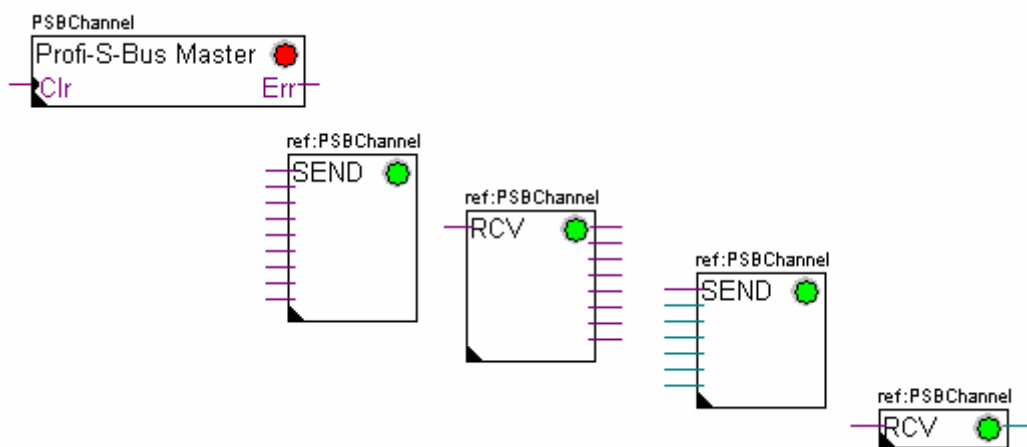 PSBChannel
Profi-S-Bus Master
Clr Err
ref:PSBChannel
SEND
ref:PSBChannel
RCV
ref:PSBChannel
SEND
ref:PSBChannel
RCV